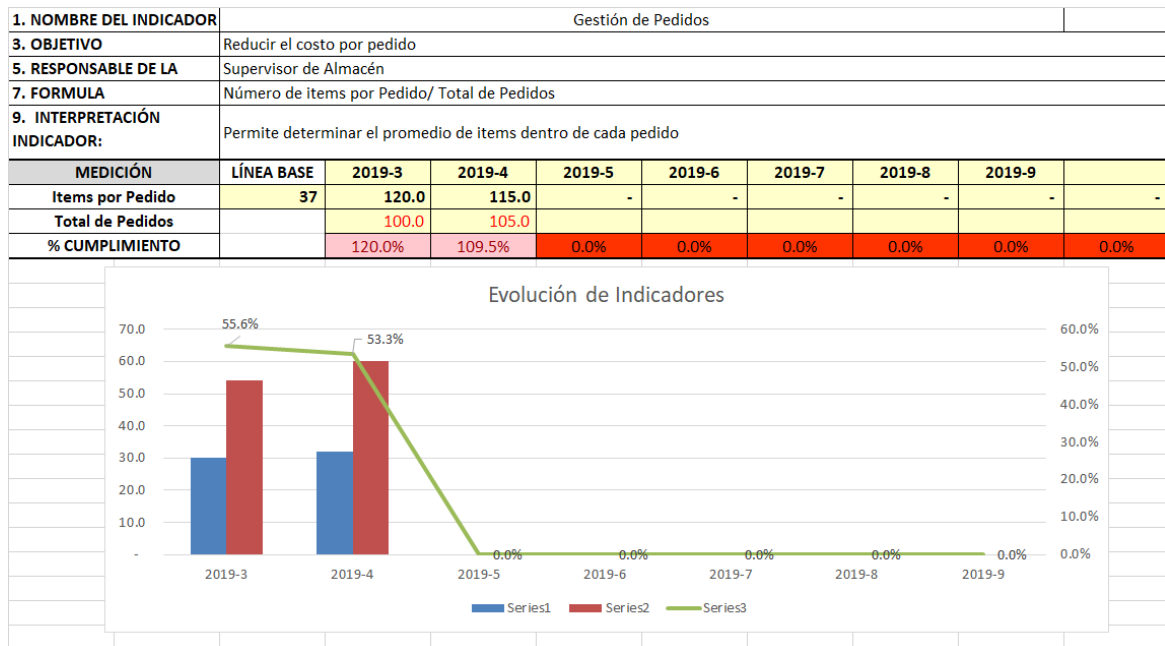 1. NOMBRE DEL INDICADOR Gestión de Pedidos
3. OBJETIVO Reducir el costo por pedido
5. RESPONSABLE DE LA Supervisor de Almacén
7. FORMULA Número de items por Pedido/ Total de Pedidos
9. INTERPRETACIÓN
INDICADOR: Permite determinar el promedio de items dentro de cada pedido
MEDICIÓN LÍNEA BASE 2019-3 2019-4 2019-5 2019-6 2019-7 2019-8 2019-9
Items por Pedido 37 120.0 115.0 - - - - - -
Total de Pedidos 100.0 105.0
% CUMPLIMIENTO 120.0% 109.5% 0.0% 0.0% 0.0% 0.0% 0.0% 0.0%
Evolución de Indicadores
55.6%
53.3%
70.0 60.0%
60.0 50.0%
50.0 40.0%
40.0 30.0%
30.0 20.0%
20.0 10.0%
10.0
- 0.0% 0.0% 0.0% 0.0% 0.0% 0.0%
2019-3 2019-4 2019-5 2019-6 2019-7 2019-8 2019-9
Series1 Series2 Series3